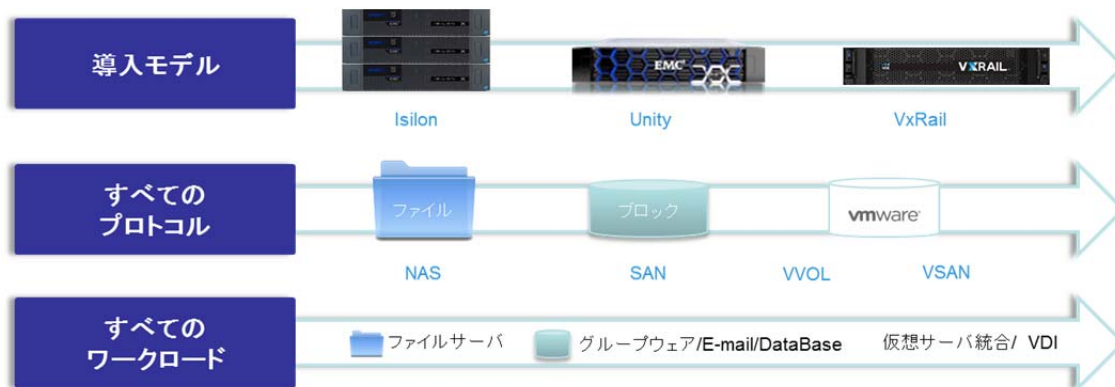 導入モデル
EMC²
VXRAIL
Isilon
Unity
VxRail
すべての
プロトコル
ファイル
ブロック
vmware
NAS
SAN
VVOL
VSAN
すべての
ワークロード
ファイルサーバ
グループウェア/E-mail/DataBase
仮想サーバ統合/ VDI